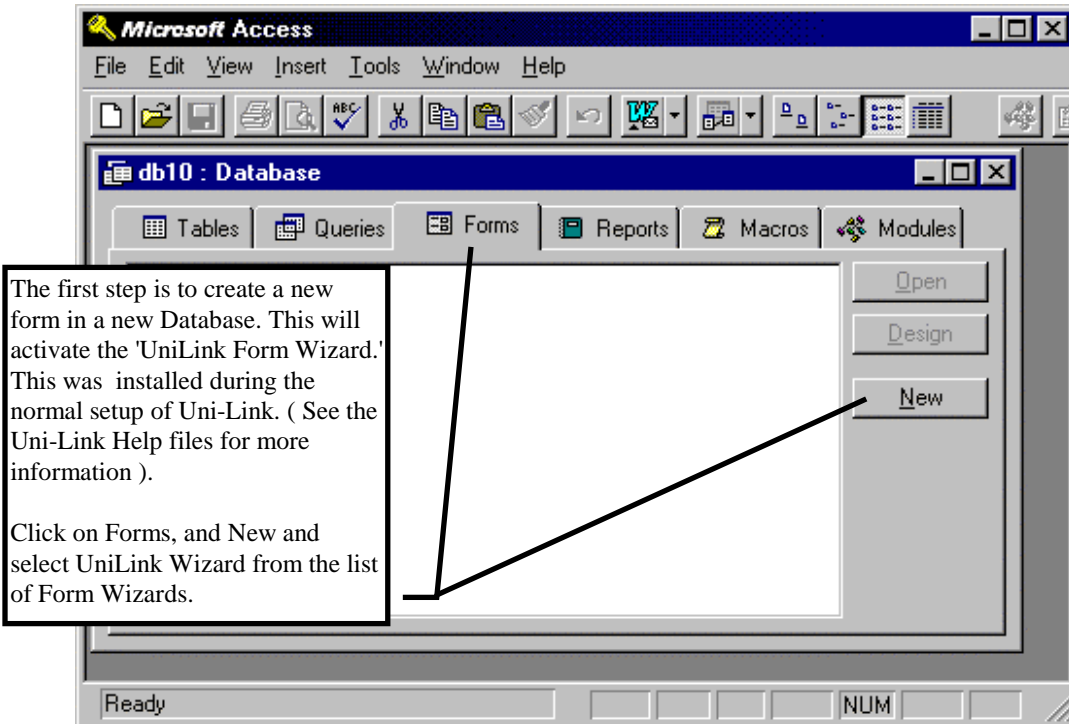 Microsoft Access
File Edit View Insert Tools Window Help
ABC
W
db10 : Database
Tables Queries Forms Reports Macros Modules
Open
Design
New
The first step is to create a new
form in a new Database. This will
activate the 'UniLink Form Wizard.'
This was installed during the
normal setup of Uni-Link. ( See the
Uni-Link Help files for more
information ).
Click on Forms, and New and
select UniLink Wizard from the list
of Form Wizards.
Ready NUM